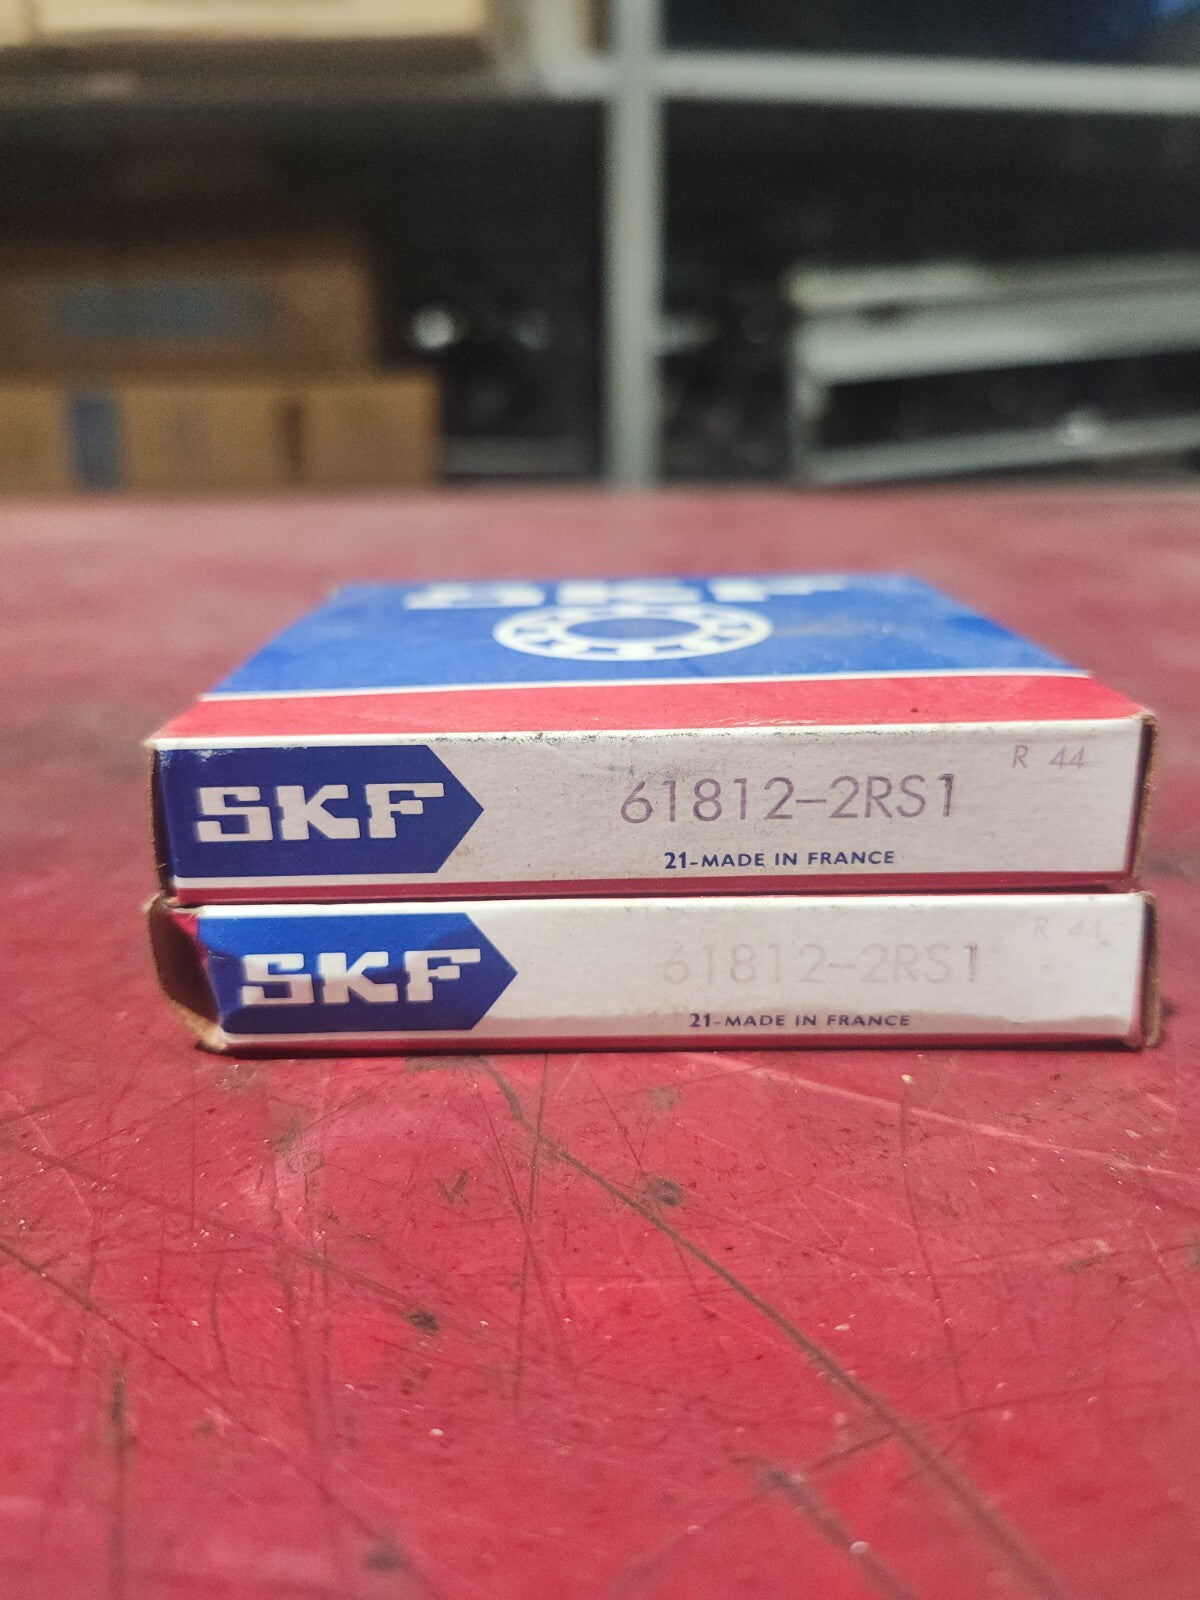 SKF
R 44
SKF 61812-2RS1
21-MADE IN FRANCE
R 44
SKF 61812-2RS1
21-MADE IN FRANCE